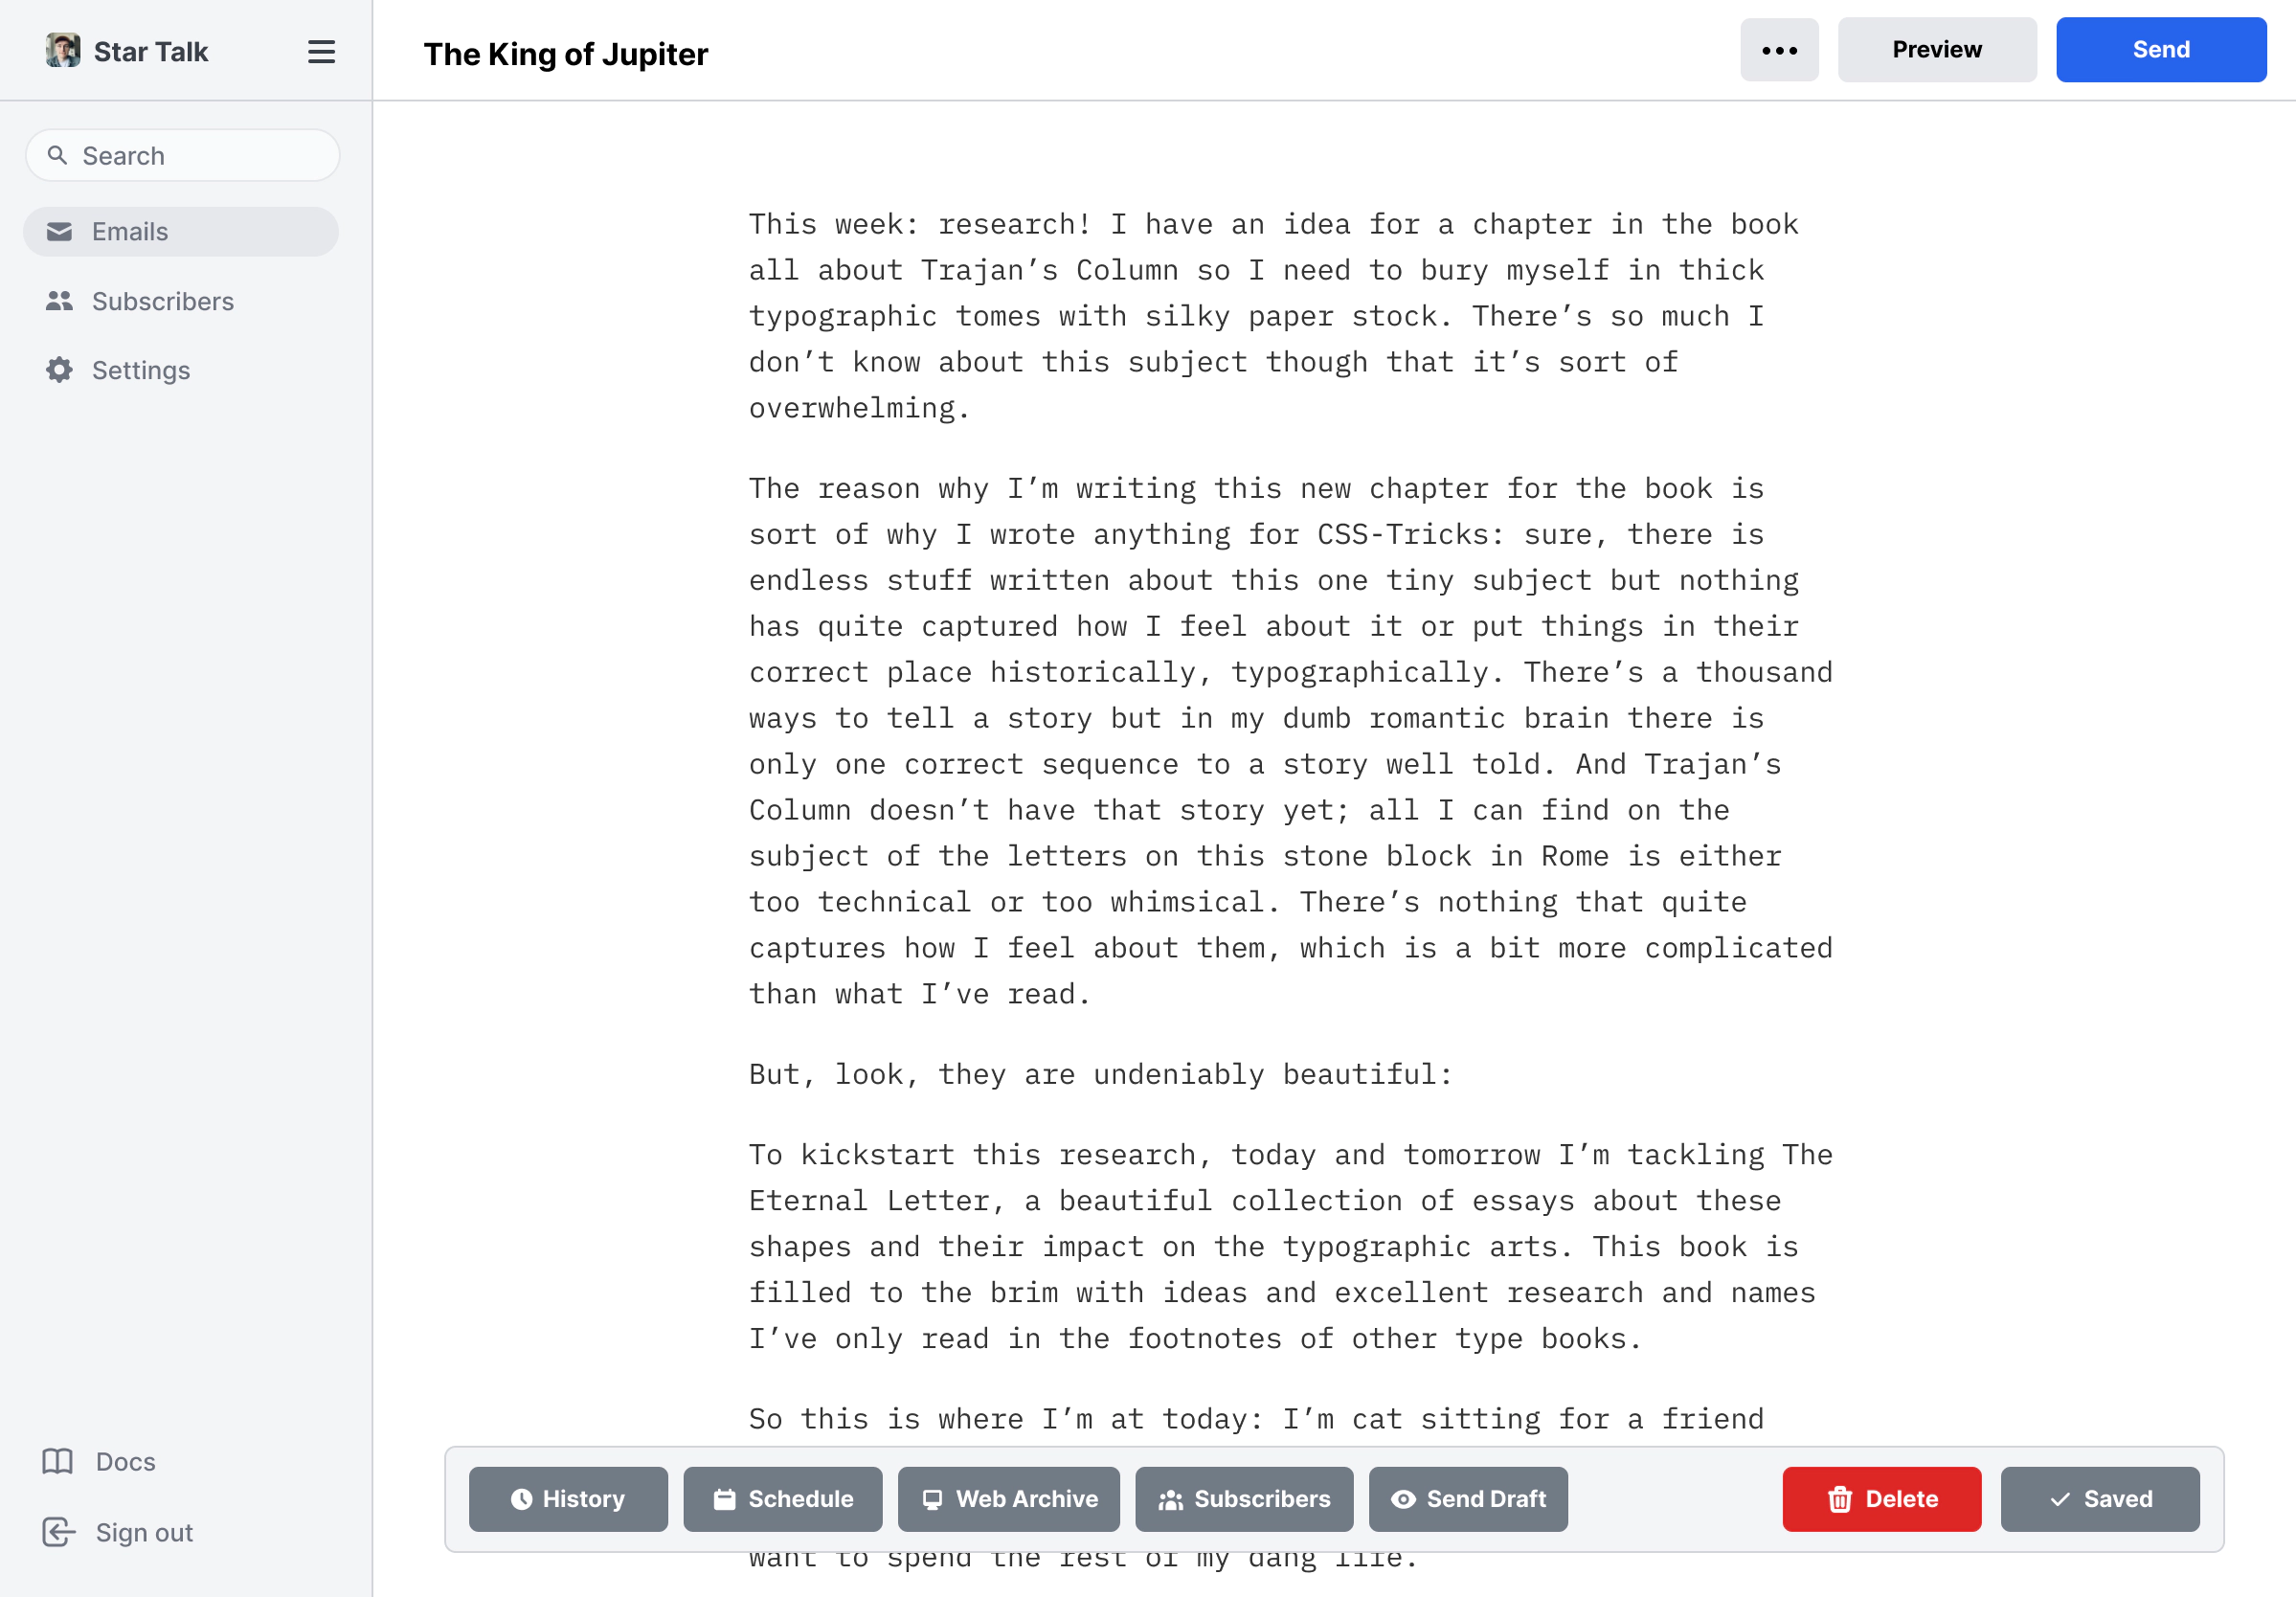 Star Talk
Search
Emails
Subscribers
Settings
Docs
Sign out
The King of Jupiter
Preview
Send
This week: research! I have an idea for a chapter in the book
all about Trajan’s Column so I need to bury myself in thick
typographic tomes with silky paper stock. There’s so much I
don’t know about this subject though that it’s sort of
overwhelming.
The reason why I’m writing this new chapter for the book is
sort of why I wrote anything for CSS-Tricks: sure, there is
endless stuff written about this one tiny subject but nothing
has quite captured how I feel about it or put things in their
correct place historically, typographically. There’s a thousand
ways to tell a story but in my dumb romantic brain there is
only one correct sequence to a story well told. And Trajan’s
Column doesn’t have that story yet; all I can find on the
subject of the letters on this stone block in Rome is either
too technical or too whimsical. There’s nothing that quite
captures how I feel about them, which is a bit more complicated
than what I’ve read.
But, look, they are undeniably beautiful:
To kickstart this research, today and tomorrow I’m tackling The
Eternal Letter, a beautiful collection of essays about these
shapes and their impact on the typographic arts. This book is
filled to the brim with ideas and excellent research and names
I’ve only read in the footnotes of other type books.
So this is where I’m at today: I’m cat sitting for a friend
History
Schedule
Web Archive
Subscribers
Send Draft
Delete
Saved
want to spend the rest of my dang life.